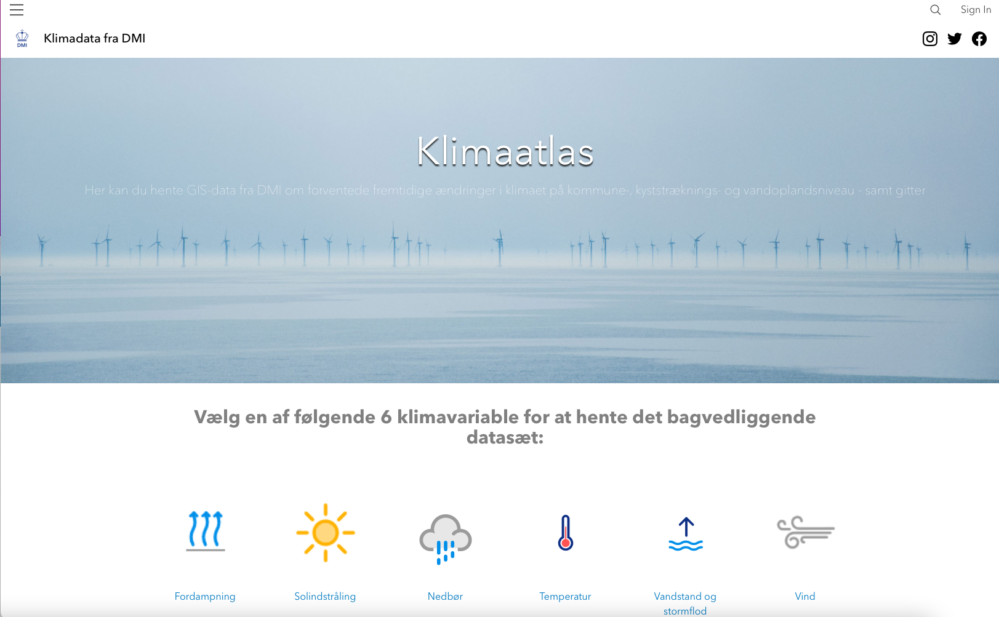 Sign In
DMI
Klimadata fra DMI
Klimaatlas
Her kan du hente GIS-data fra DMI om forventede fremtidige ændringer i klimaet på kommune-, kyststræknings- og vandoplandsniveau - samt gitter
Vælg en af følgende 6 klimavariable for at hente det bagvedliggende
datasæt:
Fordampning
Solindstråling
Nedbør
Temperatur
Vandstand og
stormflod
Vind